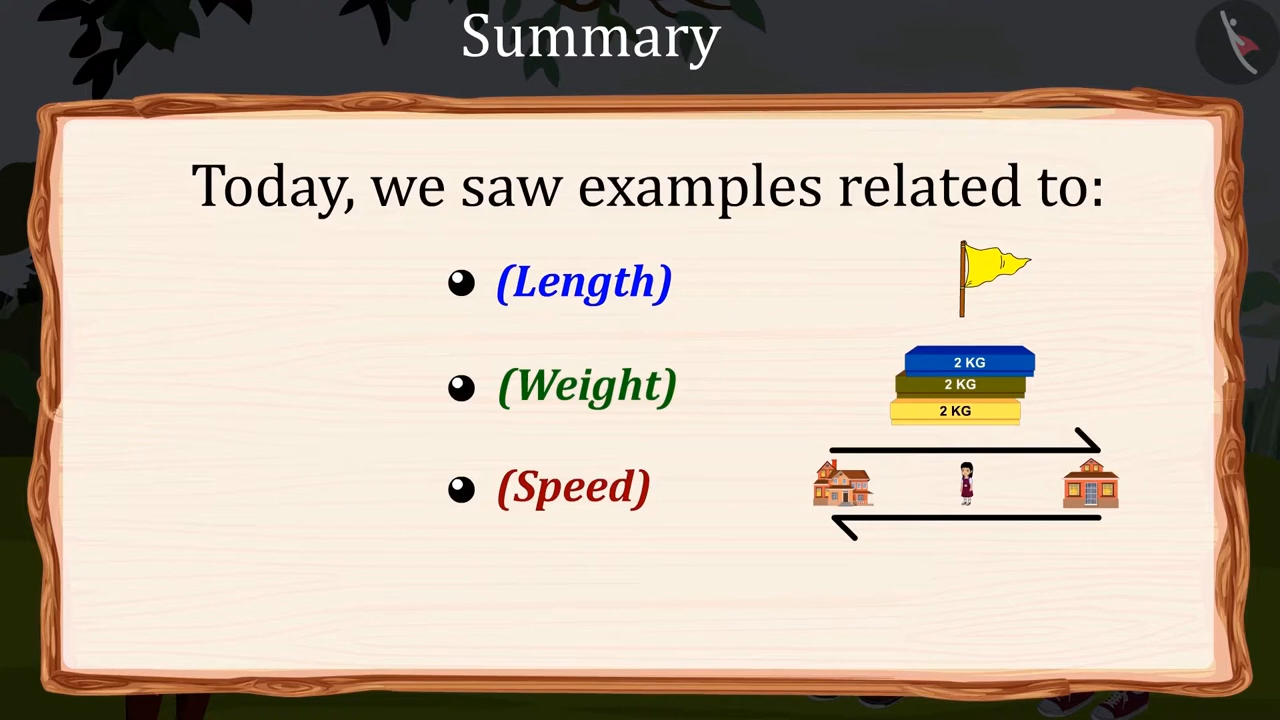 Summary
Today, we saw examples related to:
(Length)
(Weight)
2 KG
2 KG
2 KG
(Speed)